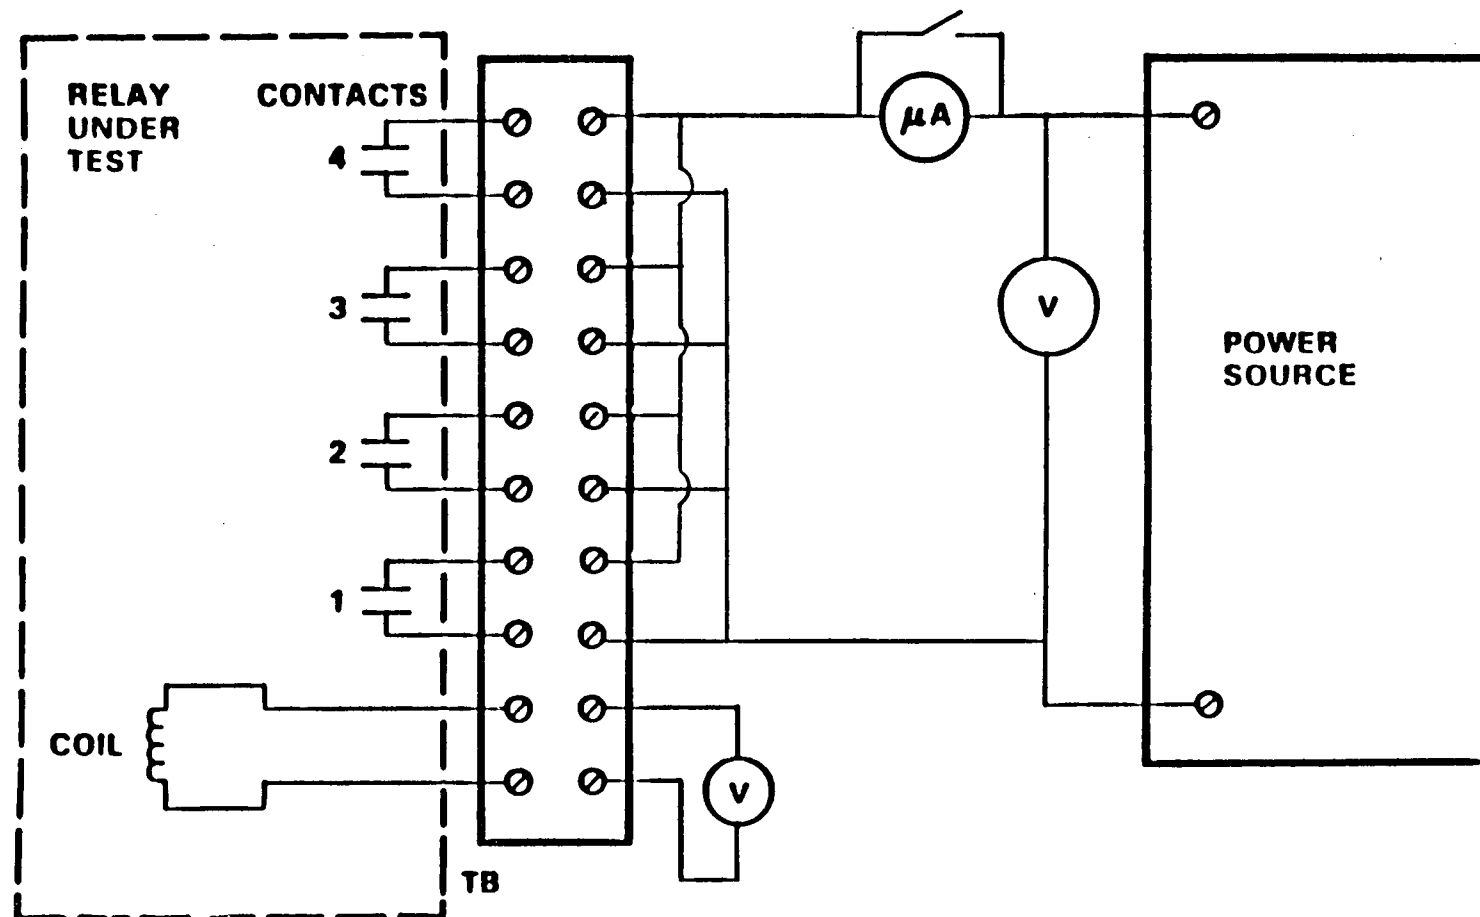 RELAY
UNDER
TEST
CONTACTS
4
3
2
1
COIL
TB
μA
V
V
POWER
SOURCE